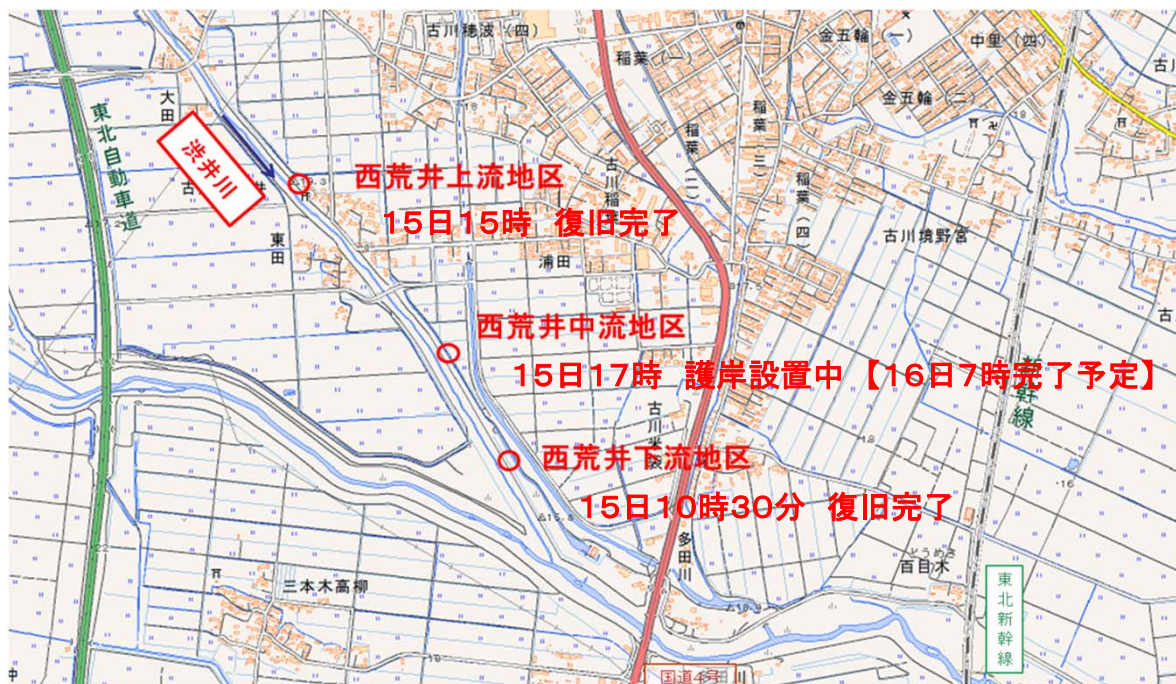 古川穂波(四)
稲葉(一)
金五輪(一)
中里(四)
金五輪(二)
大田
東北自動車道
渋井川
稲葉(二)
稲葉(三)
稲葉(四)
西荒井上流地区
15日15時 復旧完了
東田
浦田
古川境野宮
西荒井中流地区
15日17時 護岸設置中【16日7時完了予定】
新幹線
西荒井下流地区
15日10時30分 復旧完了
多田川
どうめき
百目木
三本木高柳
東北新幹線
国道4号